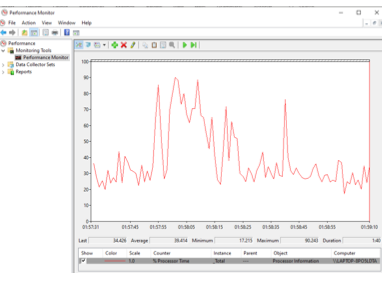 Performance Monitor
File Action View Window Help
Performance
Monitoring Tools
Performance Monitor
Data Collector Sets
Reports
100
90
80
70
60
50
40
30
20
10
0
01:57:31 01:57:45 01:57:55 01:58:05 01:58:15 01:58:25 01:58:35 01:58:45 01:58:55 01:59:10
Last 34.426 Average 39.414 Minimum 17.215 Maximum 90.243 Duration 1:40
Show Color Scale Counter Instance Parent Object Computer
1.0 % Processor Time _Total --- Processor Information